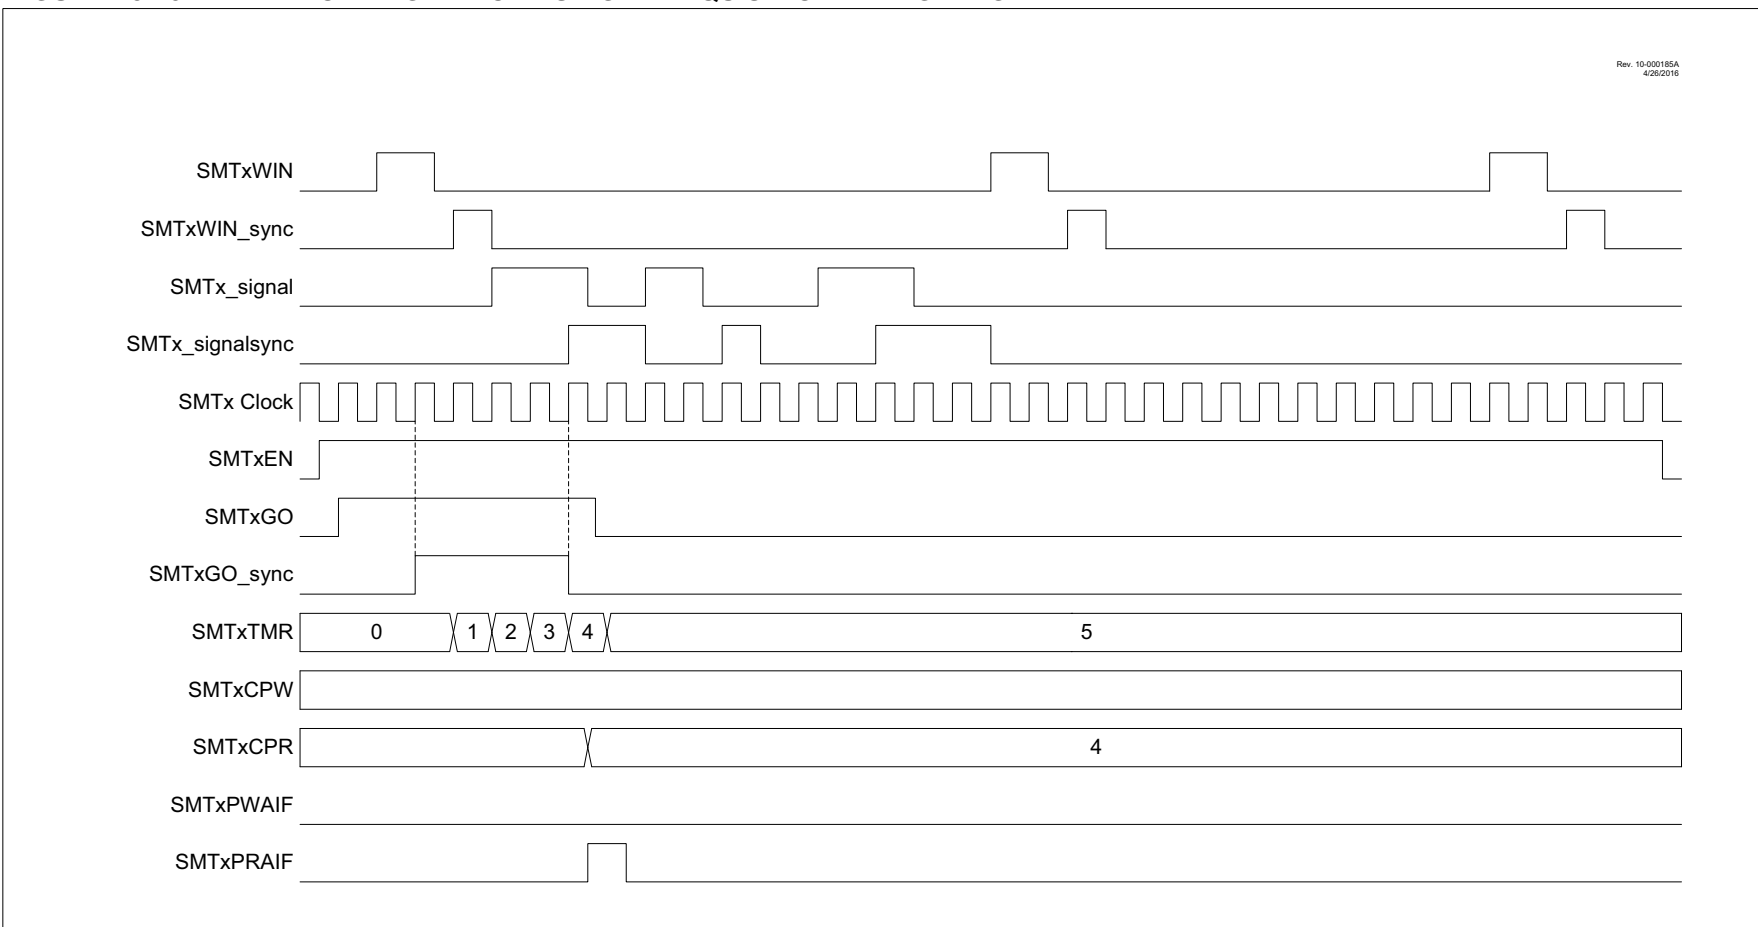 Rev. 10-000185A
4/26/2016
SMTxWIN
SMTxWIN_sync
SMTx_signal
SMTx_signalsync
SMTx Clock
SMTxEN
SMTxGO
SMTxGO_sync
SMTxTMR 0 1 2 3 4 5
SMTxCPW
SMTxCPR 4
SMTxPWAIF
SMTxPRAIF